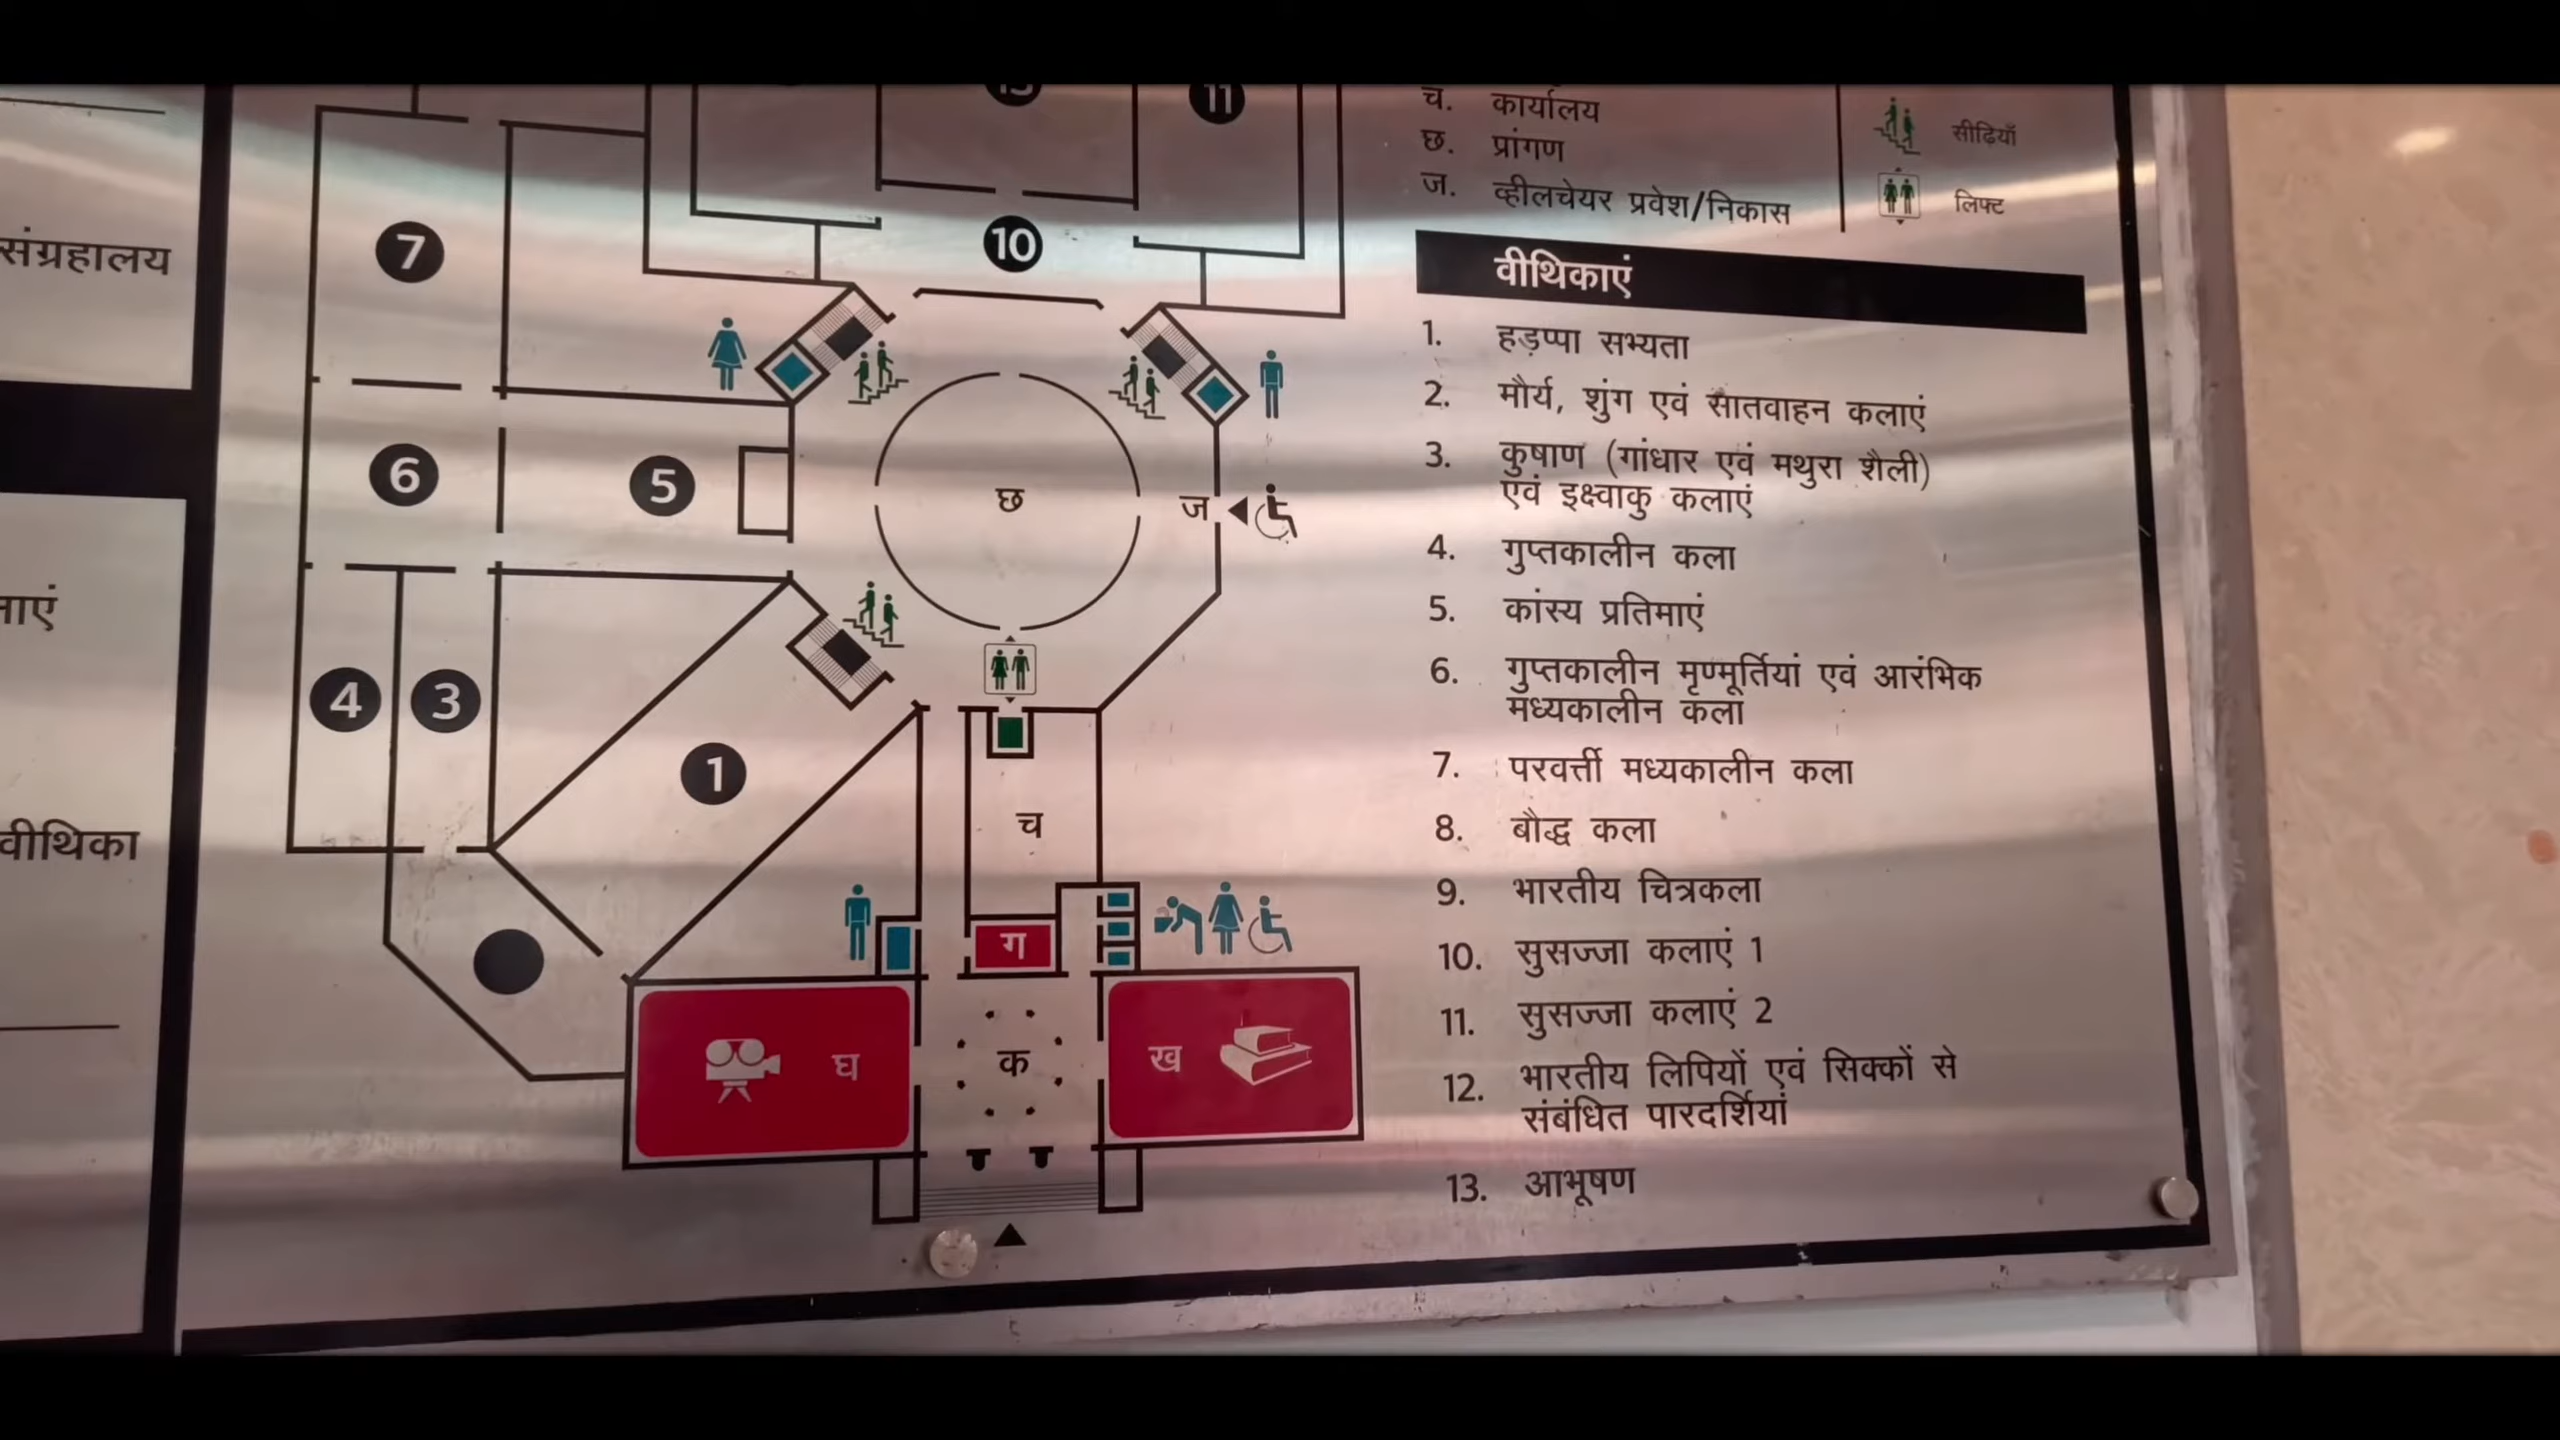 संग्रहालय
वीथिका
13
11
10
7
6
5
4
3
1
छ
ज
च
ग
घ
क
ख
च. कार्यालय
छ. प्रांगण
ज. व्हीलचेयर प्रवेश/निकास
सीढ़ियाँ
लिफ्ट
वीथिकाएं
1. हड़प्पा सभ्यता
2. मौर्य, शुंग एवं सातवाहन कलाएं
3. कुषाण (गांधार एवं मथुरा शैली)
एवं इक्ष्वाकु कलाएं
4. गुप्तकालीन कला
5. कांस्य प्रतिमाएं
6. गुप्तकालीन मृण्मूर्तियां एवं आरंभिक
मध्यकालीन कला
7. परवर्त्ती मध्यकालीन कला
8. बौद्ध कला
9. भारतीय चित्रकला
10. सुसज्जा कलाएं 1
11. सुसज्जा कलाएं 2
12. भारतीय लिपियों एवं सिक्कों से
संबंधित पारदर्शियां
13. आभूषण